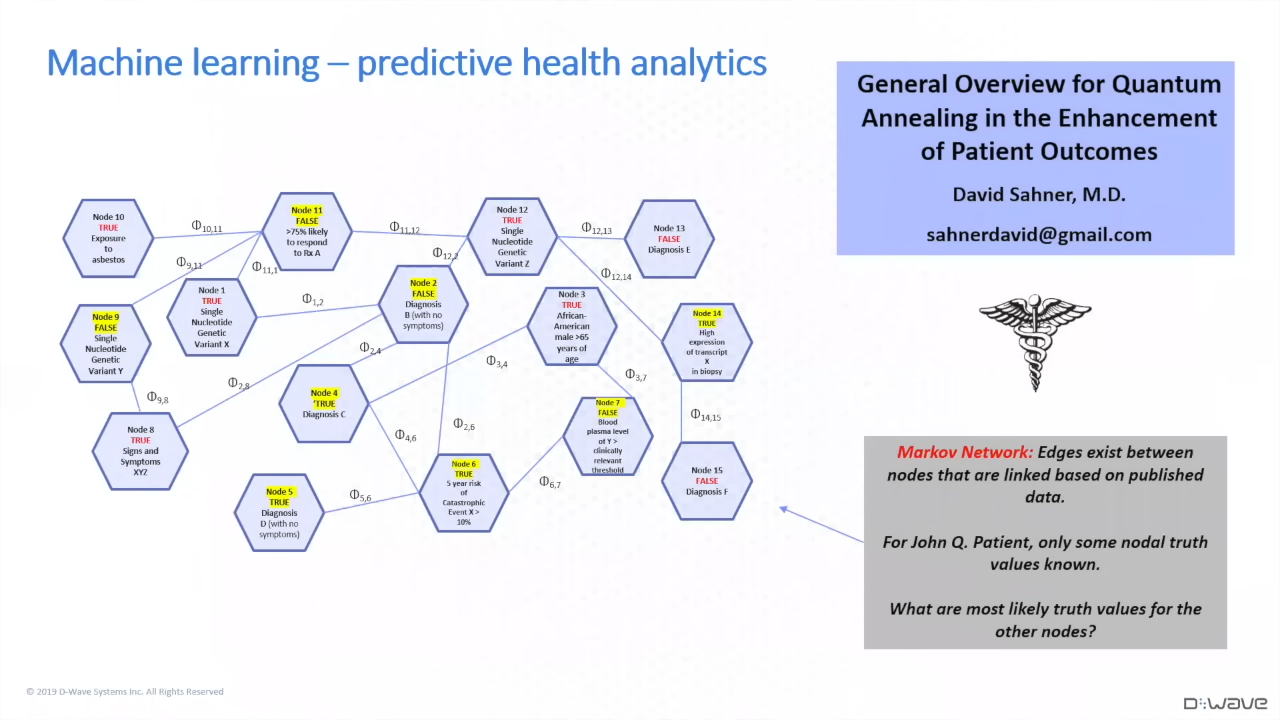 Machine learning – predictive health analytics
General Overview for Quantum
Annealing in the Enhancement
of Patient Outcomes
David Sahner, M.D.
sahnerdavid@gmail.com
Node 10
TRUE
Exposure
to
asbestos
Φ10,11
Node 11
FALSE
>75% likely
to respond
to Rx A
Φ11,12
Node 12
TRUE
Single
Nucleotide
Genetic
Variant Z
Φ12,13
Node 13
FALSE
Diagnosis E
Φ9,11
Φ11,1
Φ12,2
Φ12,14
Node 1
TRUE
Single
Nucleotide
Genetic
Variant X
Φ1,2
Node 2
FALSE
Diagnosis
B (with no
symptoms)
Node 3
TRUE
African-
American
male >65
years of
age
Node 9
FALSE
Single
Nucleotide
Genetic
Variant Y
Node 14
TRUE
High
expression
of transcript
X
in biopsy
Φ2,4
Φ3,4
Φ3,7
Φ2,8
Φ9,8
Node 4
'TRUE
Diagnosis C
Φ4,6
Φ2,6
Node 7
FALSE
Blood
plasma level
of Y >
clinically
relevant
threshold
Φ14,15
Node 8
TRUE
Signs and
Symptoms
XYZ
Node 6
TRUE
5 year risk
of
Catastrophic
Event X >
10%
Φ6,7
Node 15
FALSE
Diagnosis F
Node 5
TRUE
Diagnosis
D (with no
symptoms)
Φ5,6
Markov Network: Edges exist between
nodes that are linked based on published
data.
For John Q. Patient, only some nodal truth
values known.
What are most likely truth values for the
other nodes?
© 2019 D-Wave Systems Inc. All Rights Reserved
D:wave